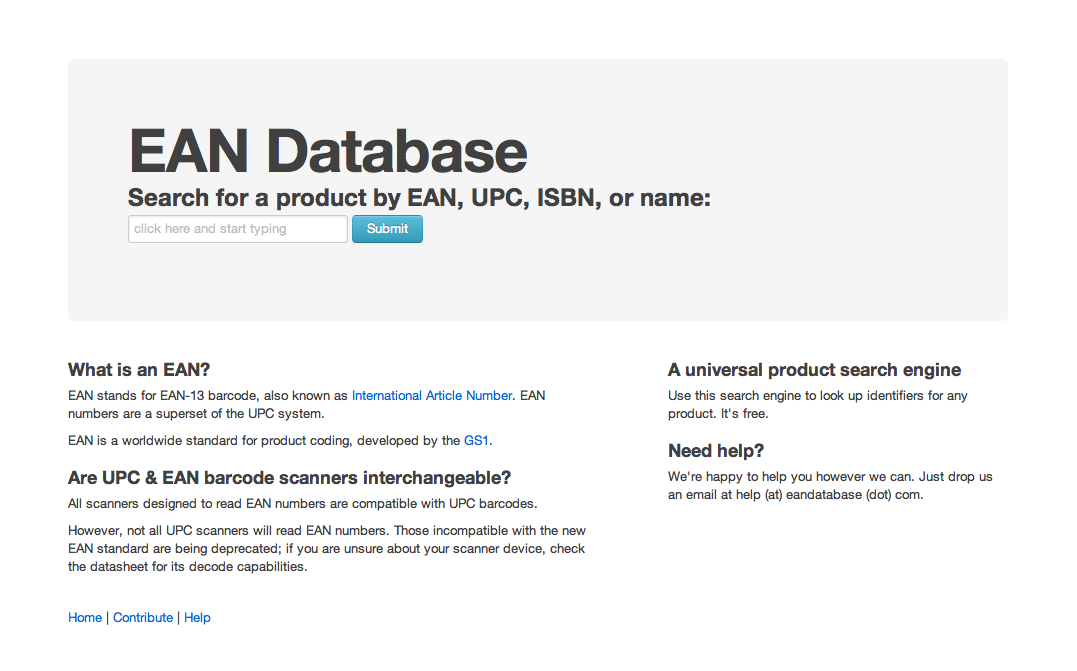 EAN Database
Search for a product by EAN, UPC, ISBN, or name:
click here and start typing
Submit
What is an EAN?
EAN stands for EAN-13 barcode, also known as International Article Number. EAN
numbers are a superset of the UPC system.
EAN is a worldwide standard for product coding, developed by the GS1.
Are UPC & EAN barcode scanners interchangeable?
All scanners designed to read EAN numbers are compatible with UPC barcodes.
However, not all UPC scanners will read EAN numbers. Those incompatible with the new
EAN standard are being deprecated; if you are unsure about your scanner device, check
the datasheet for its decode capabilities.
A universal product search engine
Use this search engine to look up identifiers for any
product. It's free.
Need help?
We're happy to help you however we can. Just drop us
an email at help (at) eandatabase (dot) com.
Home | Contribute | Help